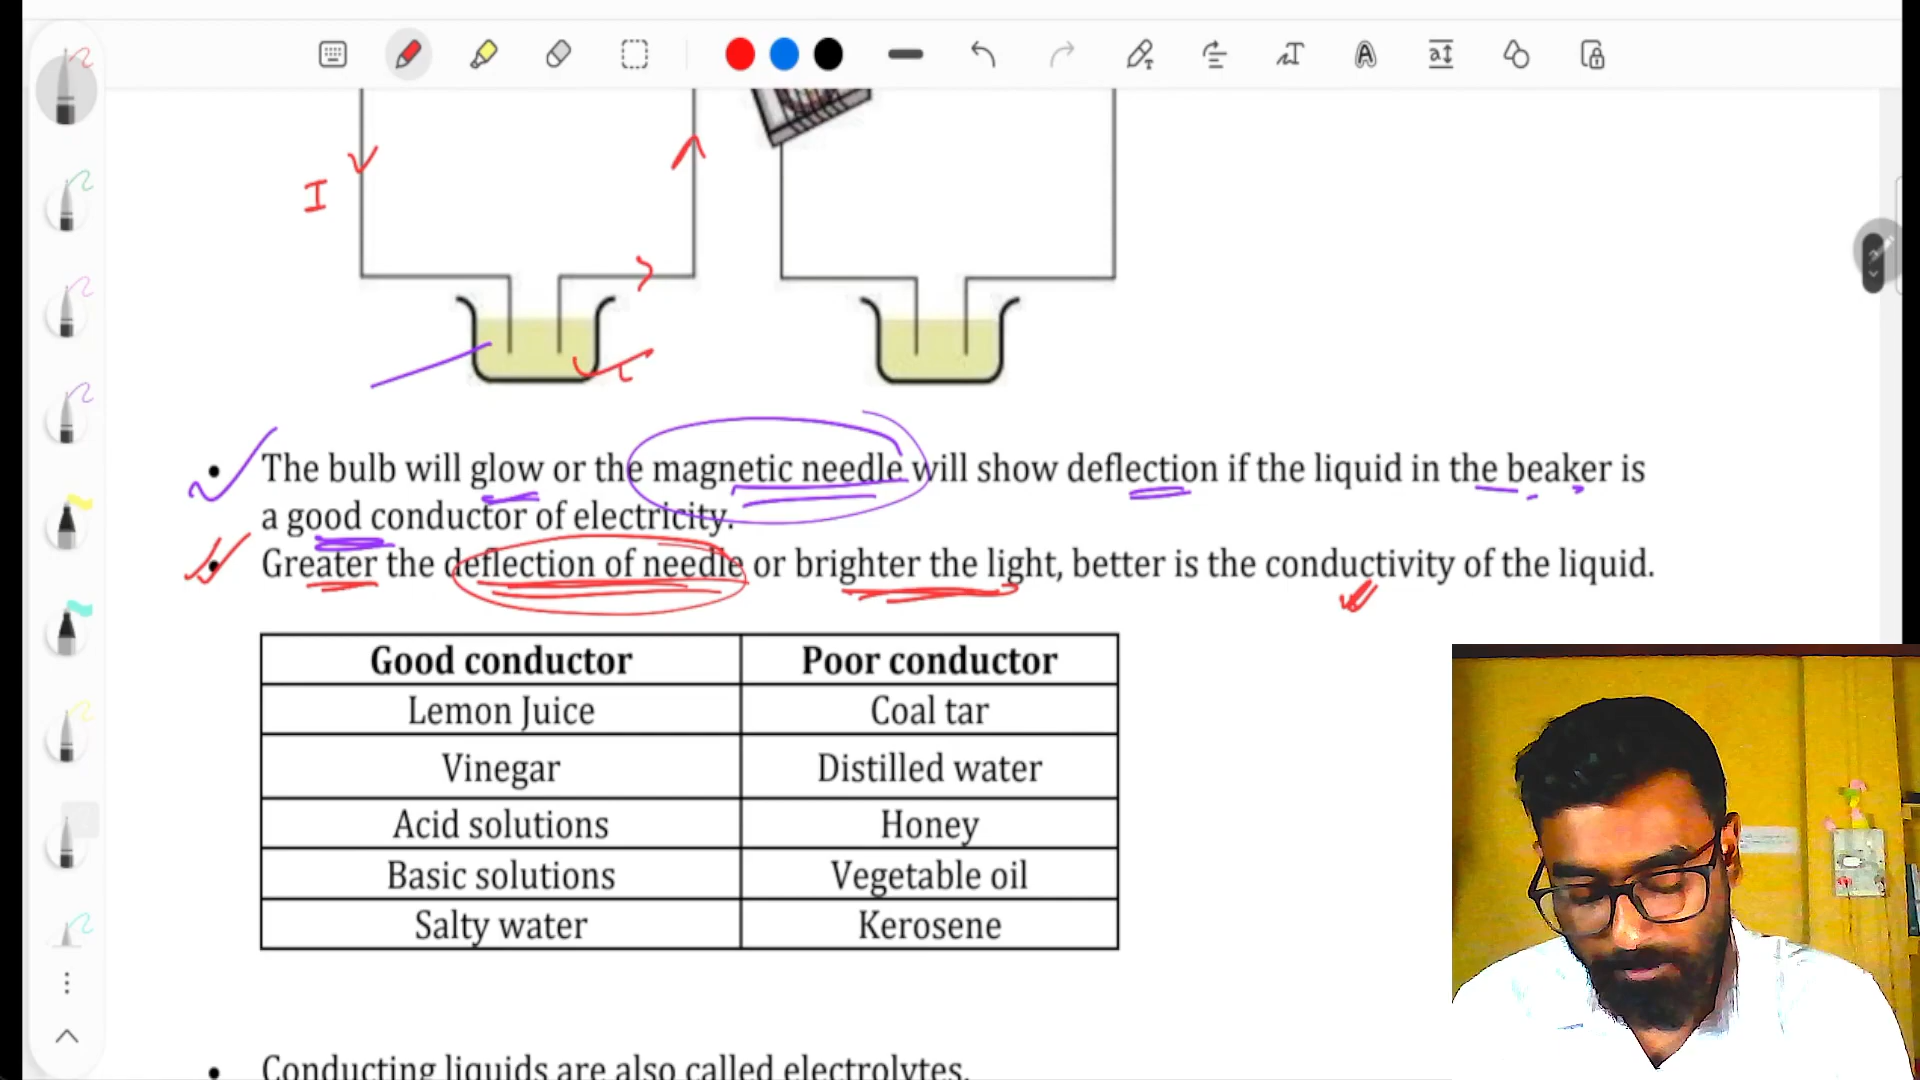 I
• The bulb will glow or the magnetic needle will show deflection if the liquid in the beaker is
a good conductor of electricity.
• Greater the deflection of needle or brighter the light, better is the conductivity of the liquid.
Good conductor Poor conductor
Lemon Juice Coal tar
Vinegar Distilled water
Acid solutions Honey
Basic solutions Vegetable oil
Salty water Kerosene
• Conducting liquids are also called electrolytes.